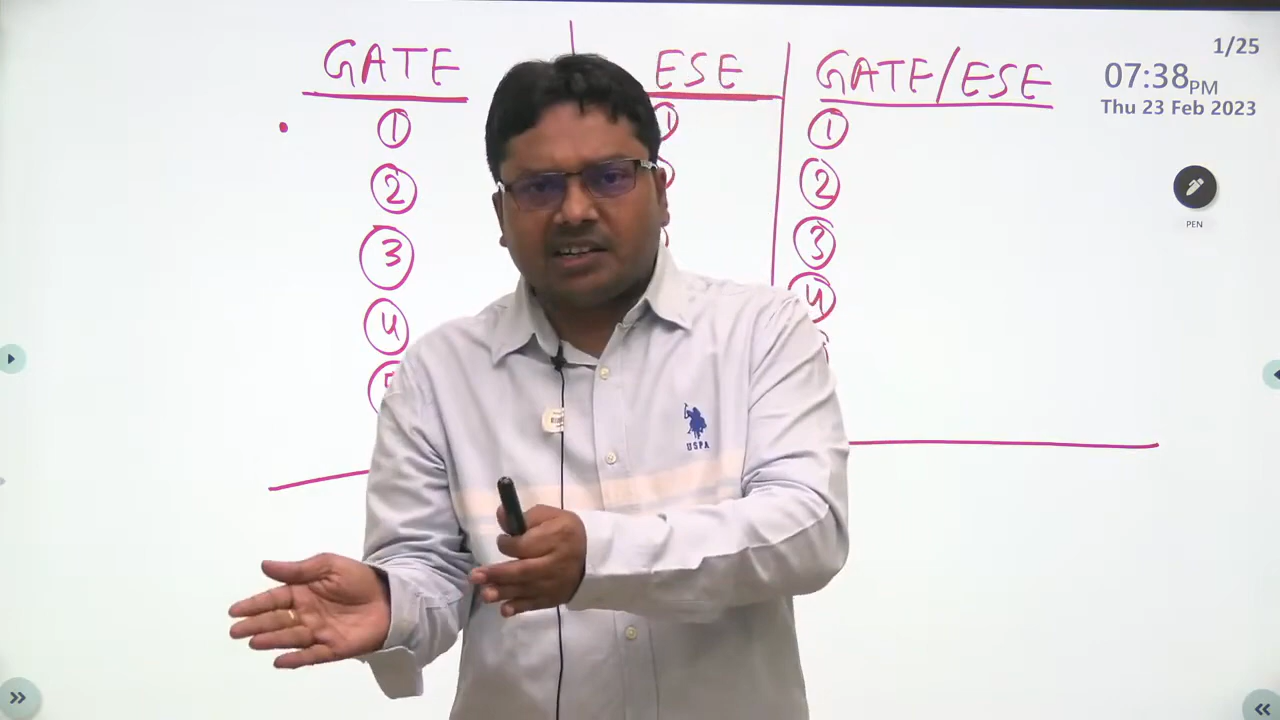 GATE ESE GATE/ESE
1/25
07:38PM
Thu 23 Feb 2023
1 1 1
2 2
3 3
4 4
PEN
USPA